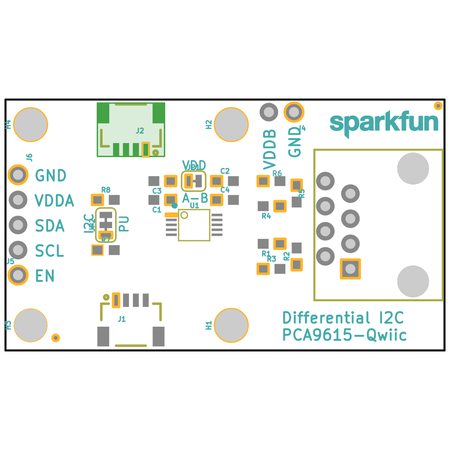 sparkfun
H4
J2
H2
VDDB
GND
J4
J6
GND
VDD
C2
R6
R8
C3
C4
VDDA
A-B
R5
C1
U1
R4
I2C
PU
SDA
SCL
R1
R2
J5
R3
EN
H3
J1
H1
Differential I2C
PCA9615-Qwiic